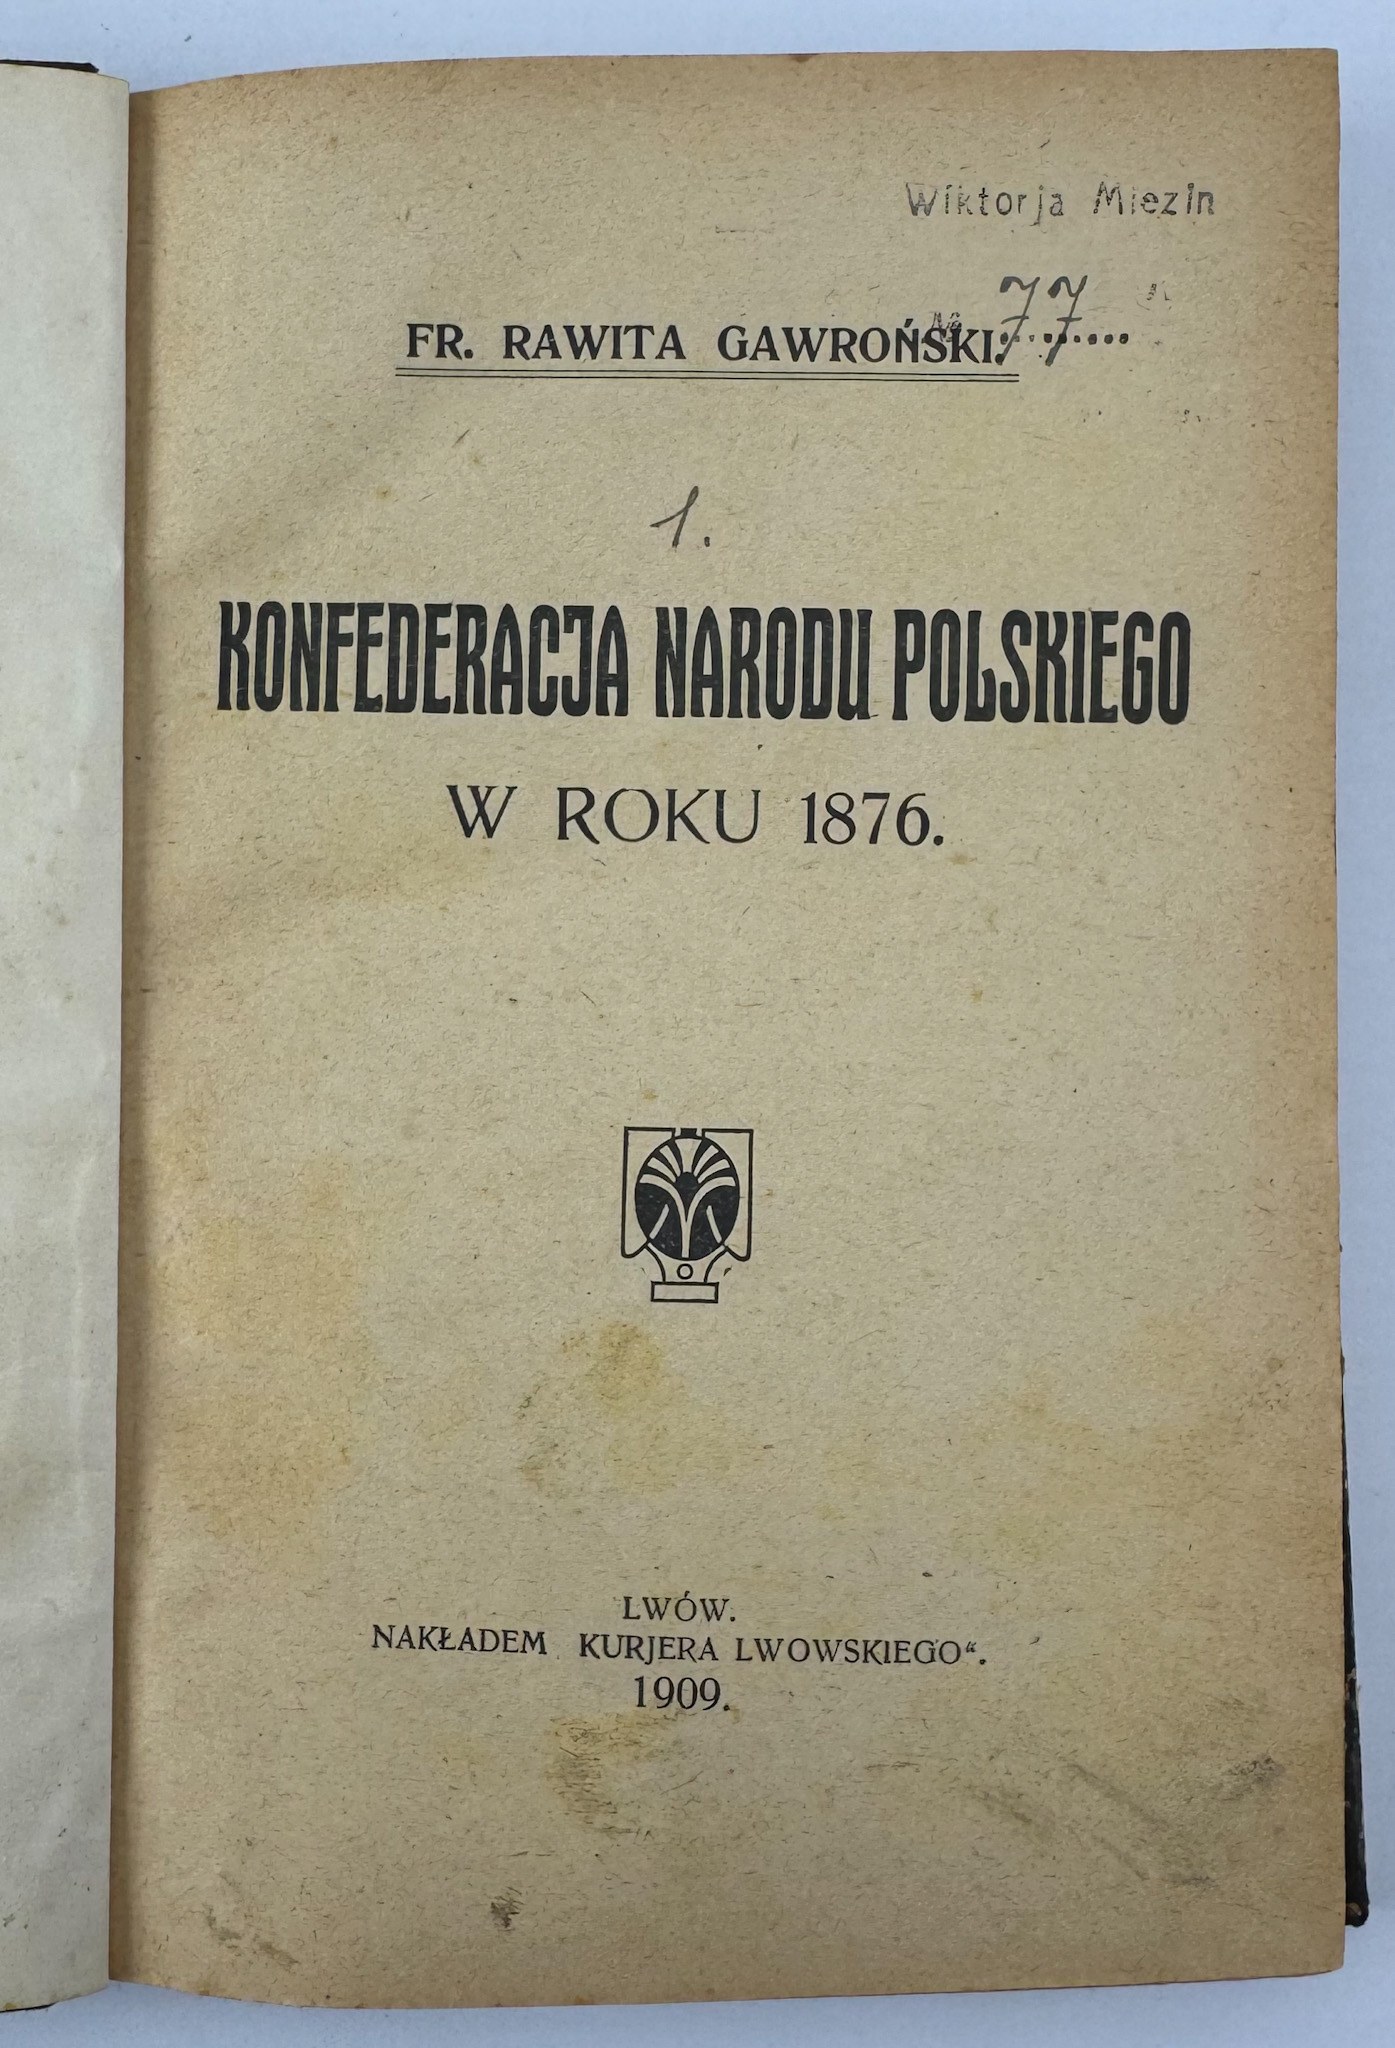 Wiktorja Miezin
№ 77
FR. RAWITA GAWROŃSKI.
1.
KONFEDERACJA NARODU POLSKIEGO
W ROKU 1876.
LWÓW.
NAKŁADEM KURJERA LWOWSKIEGO“.
1909.